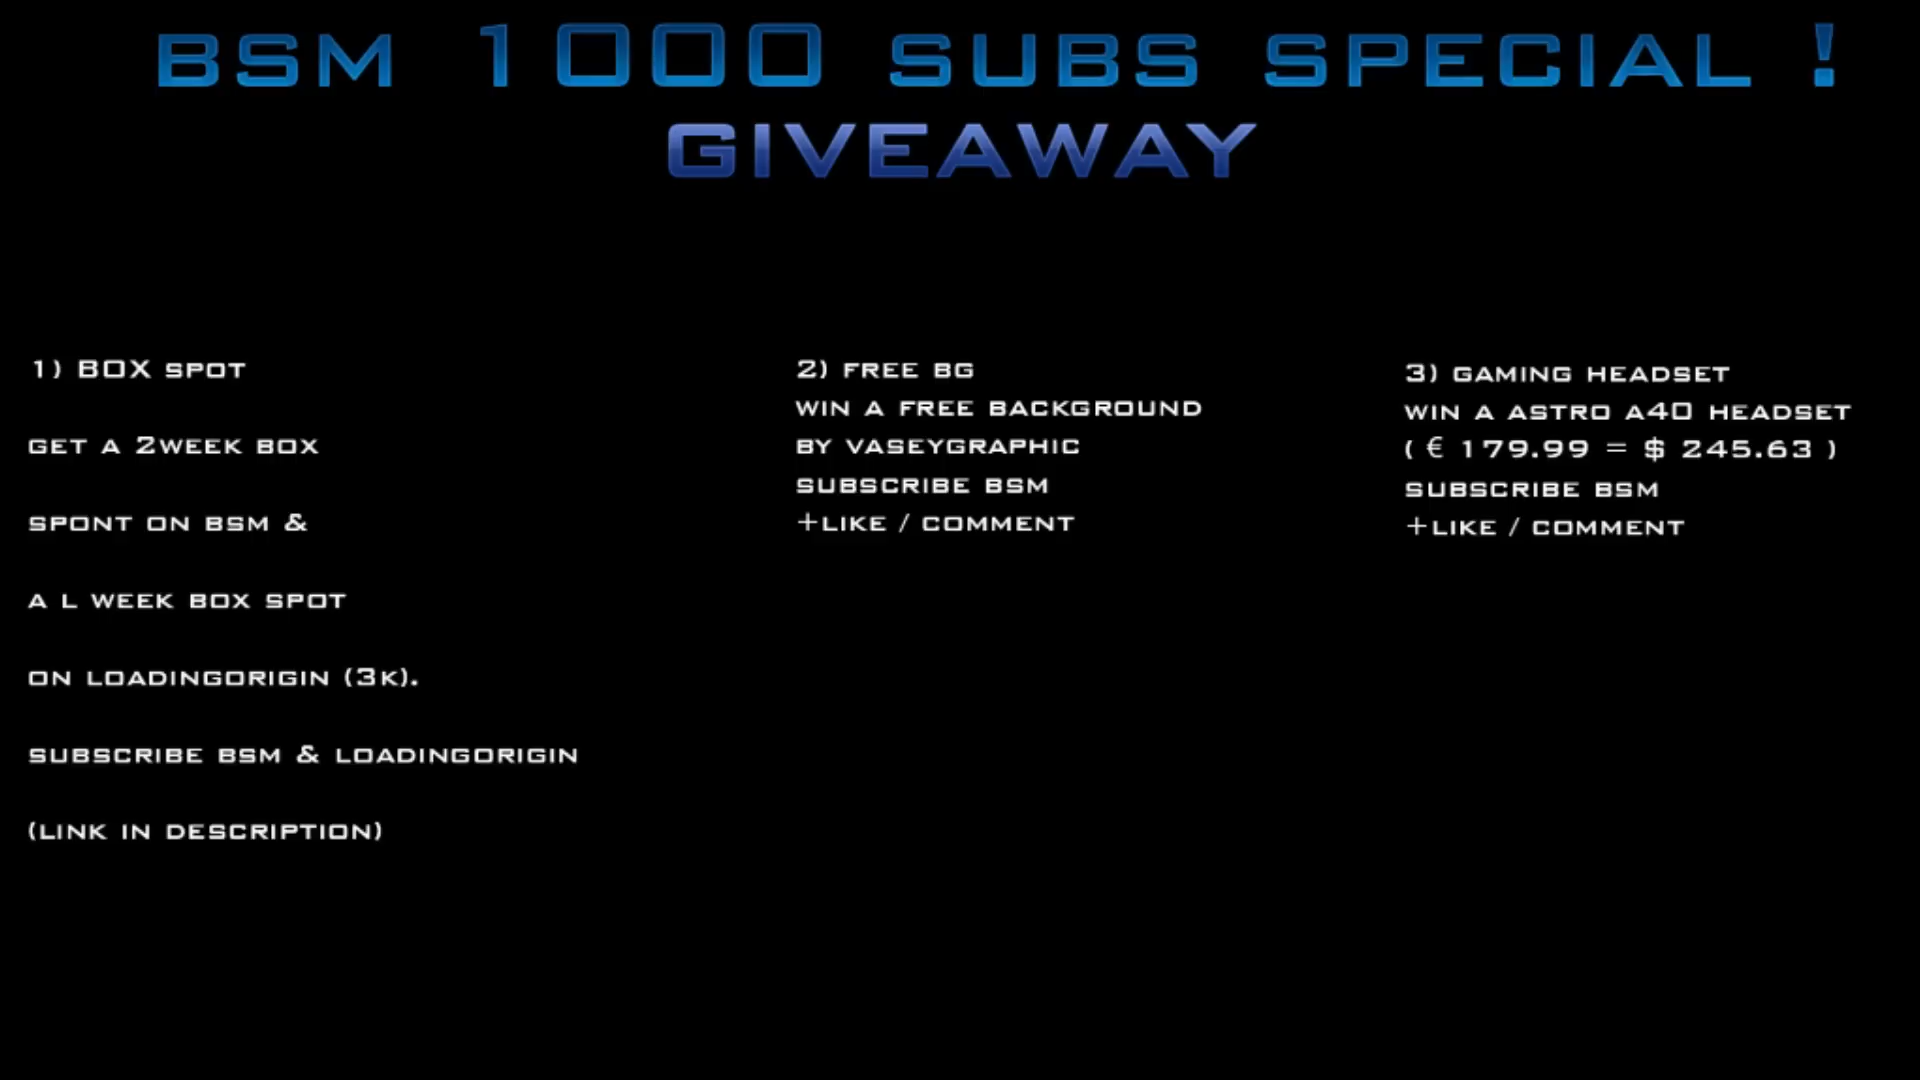 BSM 1000 SUBS SPECIAL !
GIVEAWAY
1) BOX SPOT
GET A 2WEEK BOX
SPONT ON BSM &
A L WEEK BOX SPOT
ON LOADINGORIGIN (3K).
SUBSCRIBE BSM & LOADINGORIGIN
(LINK IN DESCRIPTION)
2) FREE BG
WIN A FREE BACKGROUND
BY VASEYGRAPHIC
SUBSCRIBE BSM
+LIKE / COMMENT
3) GAMING HEADSET
WIN A ASTRO A40 HEADSET
( € 179.99 = $ 245.63 )
SUBSCRIBE BSM
+LIKE / COMMENT